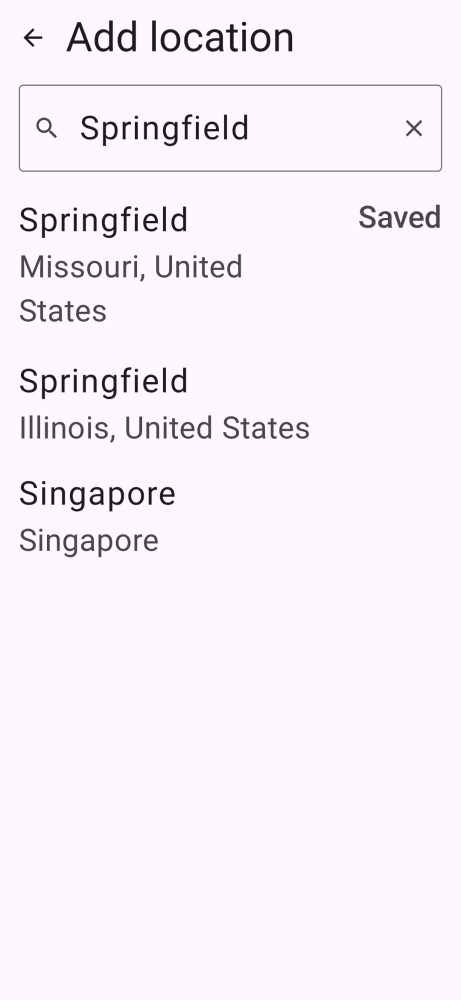 Add location
Springfield
Springfield
Saved
Missouri, United
States
Springfield
Illinois, United States
Singapore
Singapore